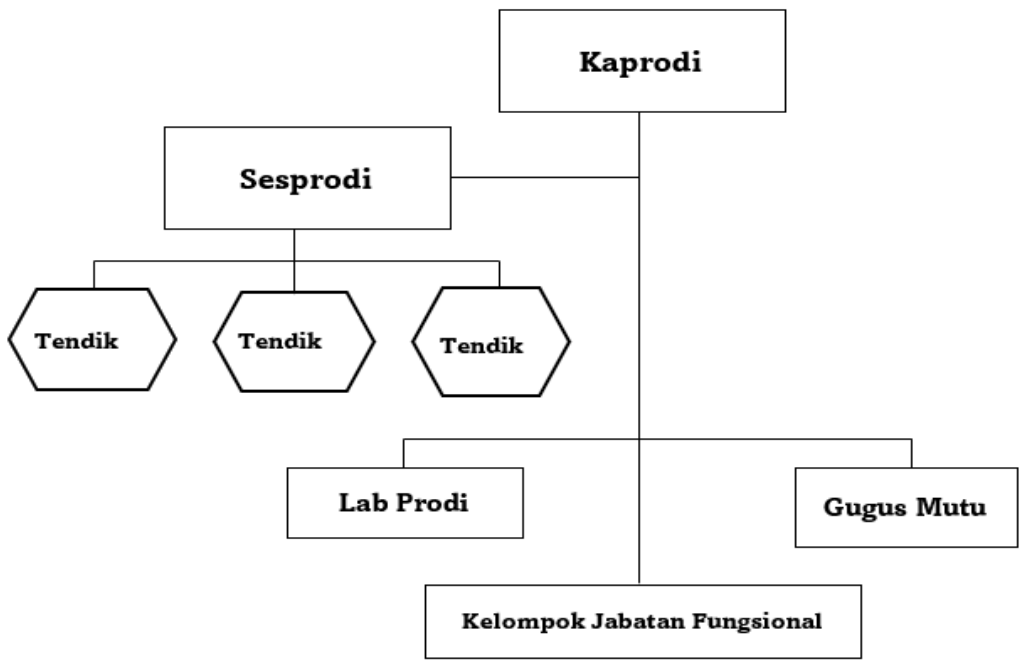 Kaprodi
Sesprodi
Tendik
Tendik
Tendik
Lab Prodi
Gugus Mutu
Kelompok Jabatan Fungsional